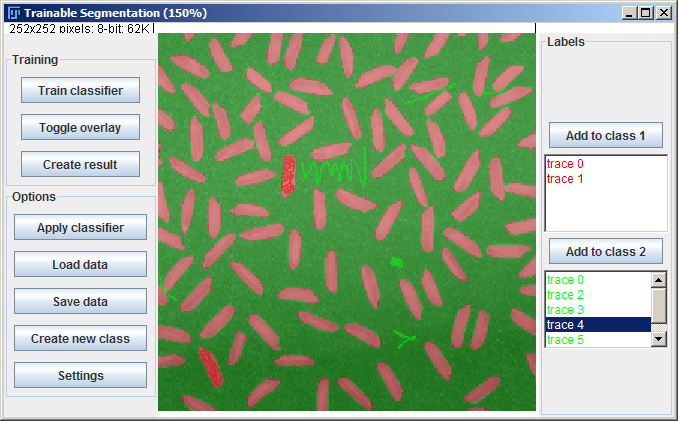 Trainable Segmentation (150%)
252x252 pixels; 8-bit; 62K
Training
Train classifier
Toggle overlay
Create result
Options
Apply classifier
Load data
Save data
Create new class
Settings
Labels
Add to class 1
trace 0
trace 1
Add to class 2
trace 0
trace 2
trace 3
trace 4
trace 5